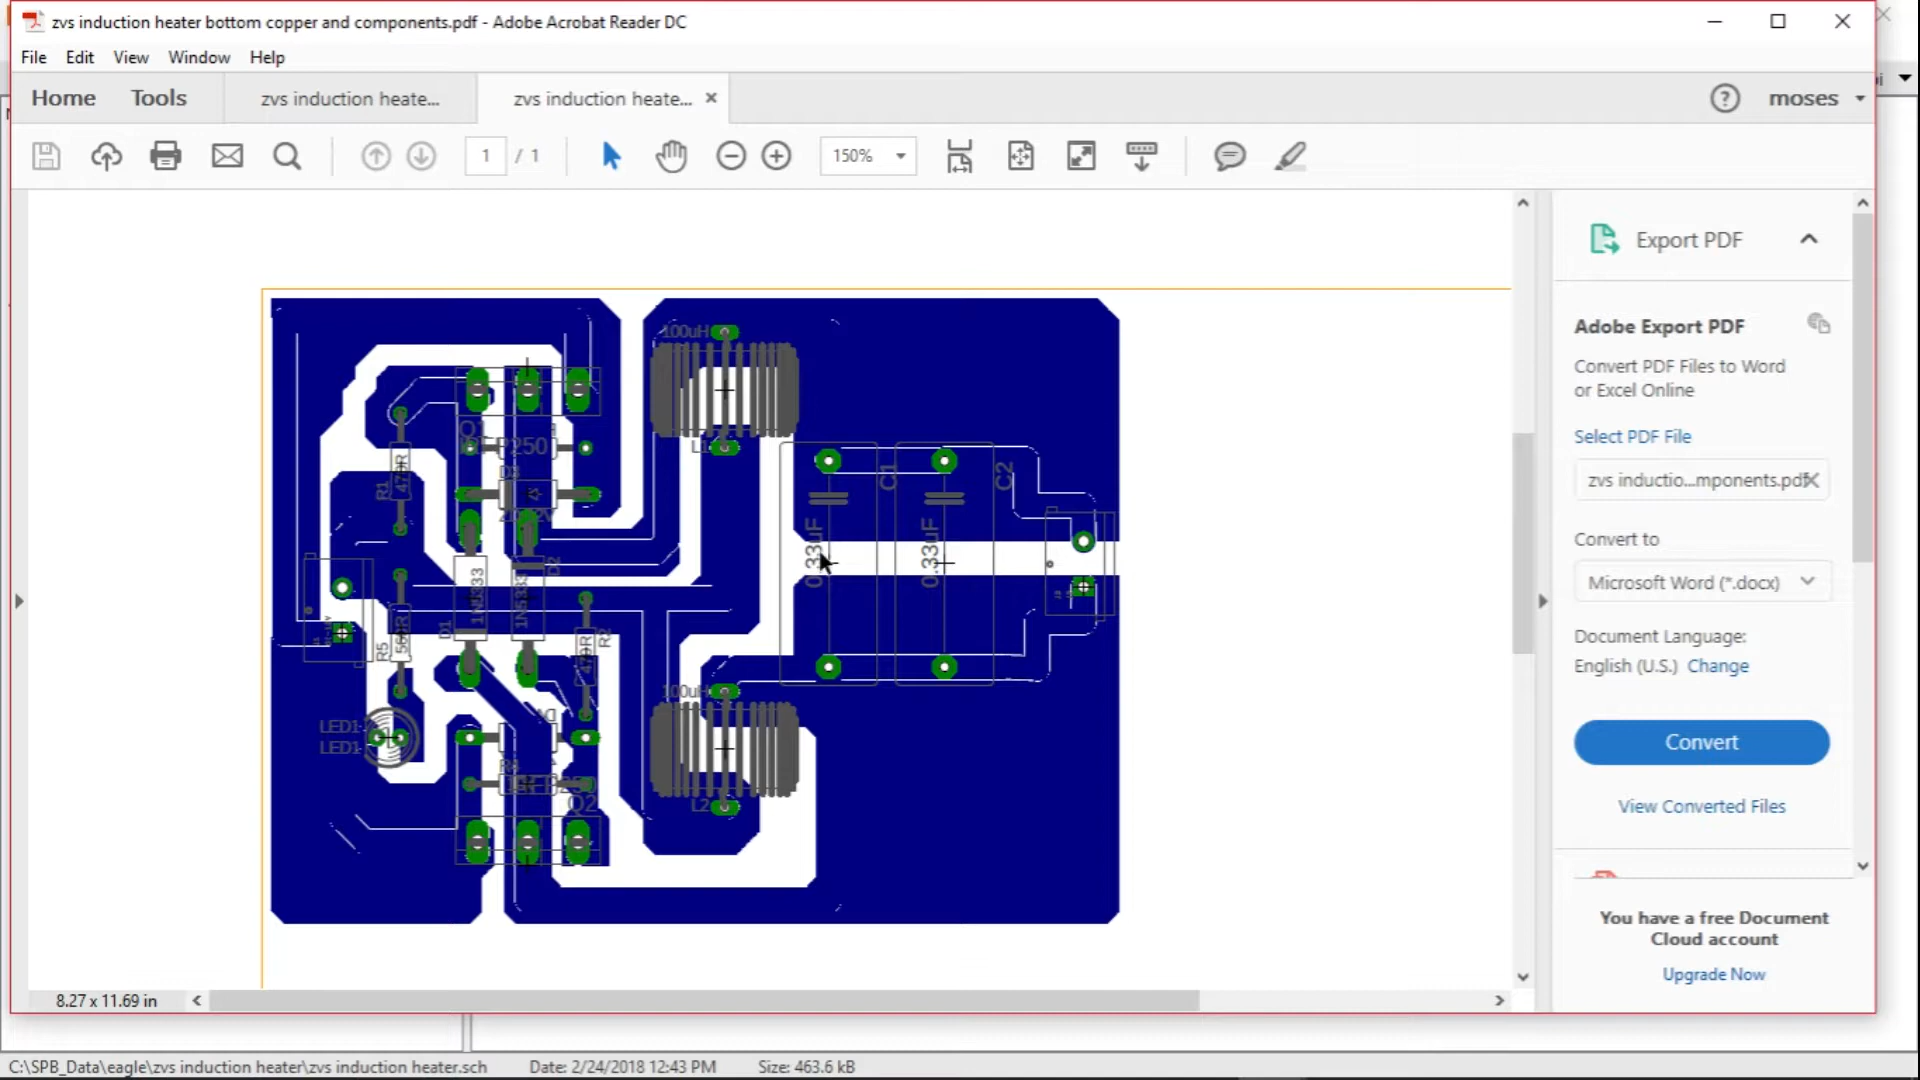 zvs induction heater bottom copper and components.pdf - Adobe Acrobat Reader DC
File Edit View Window Help
Home Tools zvs induction heate... zvs induction heate... moses
1 / 1 150%
Export PDF
Adobe Export PDF
Convert PDF Files to Word
or Excel Online
Select PDF File
zvs inductio...mponents.pdf
Convert to
Microsoft Word (*.docx)
Document Language:
English (U.S.) Change
Convert
View Converted Files
You have a free Document
Cloud account
Upgrade Now
100uH
L1
Q1
P250
R1
470R
C1
C2
0.33uF
0.33uF
1N5333
1N5333
D1
D2
R5
560R
470R
R2
100uH
LED1
LED1
L2
Q2
8.27 x 11.69 in
C:\SPB_Data\eagle\zvs induction heater\zvs induction heater.sch Date: 2/24/2018 12:43 PM Size: 463.6 kB